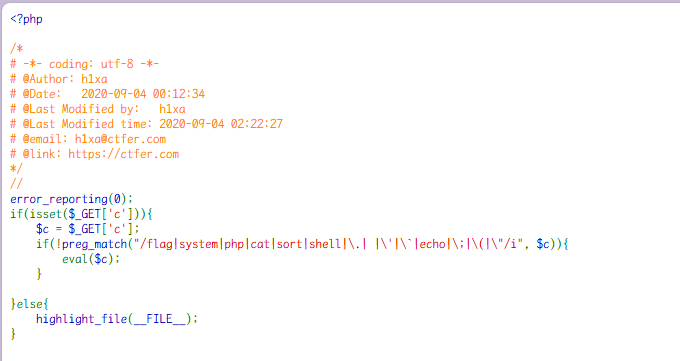 <?php
/*
# -*- coding: utf-8 -*-
# @Author: h1xa
# @Date:   2020-09-04 00:12:34
# @Last Modified by:   h1xa
# @Last Modified time: 2020-09-04 02:22:27
# @email: h1xa@ctfer.com
# @link: https://ctfer.com
*/
//
error_reporting(0);
if(isset($_GET['c'])){
    $c = $_GET['c'];
    if(!preg_match("/flag|system|php|cat|sort|shell|\.| |\'|\`|echo|\;|\(|\"/i", $c)){
        eval($c);
    }
}else{
    highlight_file(__FILE__);
}